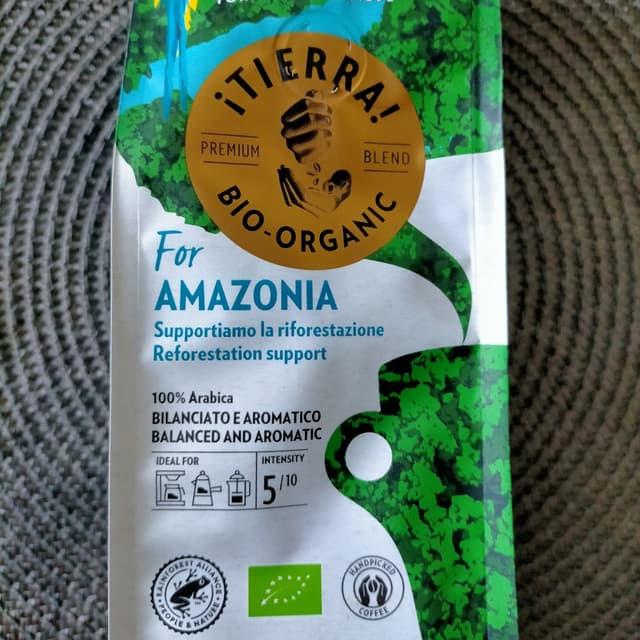 ¡TIERRA!
PREMIUM BLEND
BIO-ORGANIC
For
AMAZONIA
Supportiamo la riforestazione
Reforestation support
100% Arabica
BILANCIATO E AROMATICO
BALANCED AND AROMATIC
IDEAL FOR
INTENSITY
5/10
RAINFOREST ALLIANCE
PEOPLE & NATURE
HANDPICKED
COFFEE